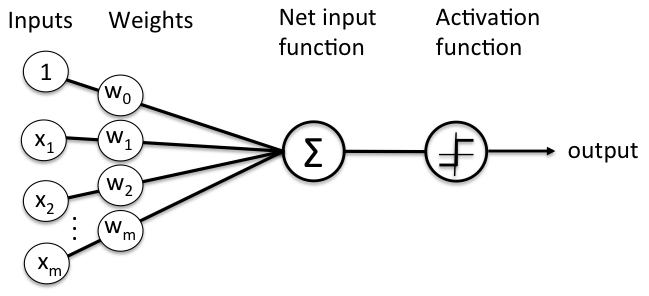 Inputs
Weights
Net input
function
Activation
function
1
w₀
x₁
w₁
x₂
w₂
⋮
xₘ
wₘ
Σ
output